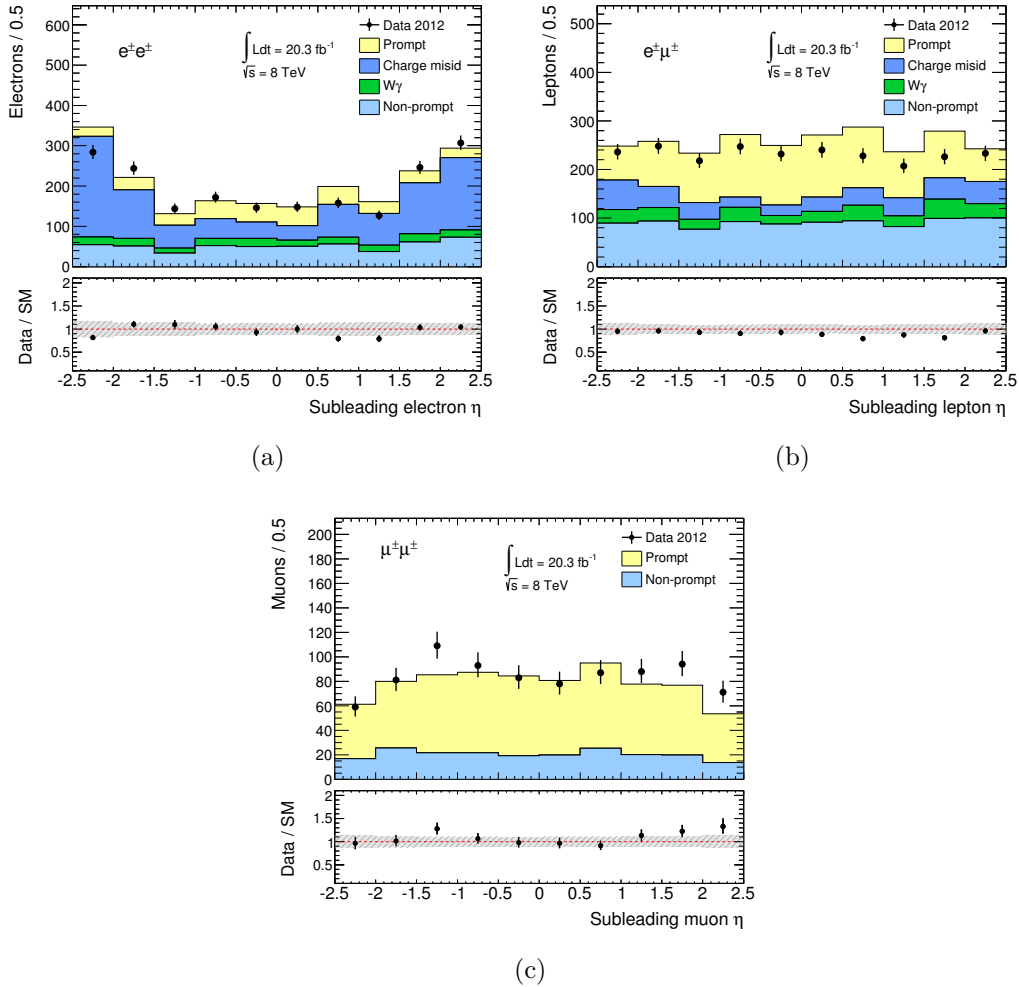 Electrons / 0.5
600
500
400
300
200
100
0
e±e±
∫ Ldt = 20.3 fb⁻¹
√s = 8 TeV
Data 2012
Prompt
Charge misid
Wγ
Non-prompt
Data / SM
2
1.5
1
0.5
-2.5 -2 -1.5 -1 -0.5 0 0.5 1 1.5 2 2.5
Subleading electron η
(a)
Leptons / 0.5
500
400
300
200
100
0
e±μ±
∫ Ldt = 20.3 fb⁻¹
√s = 8 TeV
Data 2012
Prompt
Charge misid
Wγ
Non-prompt
Data / SM
2
1.5
1
0.5
-2.5 -2 -1.5 -1 -0.5 0 0.5 1 1.5 2 2.5
Subleading lepton η
(b)
Muons / 0.5
200
180
160
140
120
100
80
60
40
20
0
μ±μ±
∫ Ldt = 20.3 fb⁻¹
√s = 8 TeV
Data 2012
Prompt
Non-prompt
Data / SM
2
1.5
1
0.5
-2.5 -2 -1.5 -1 -0.5 0 0.5 1 1.5 2 2.5
Subleading muon η
(c)